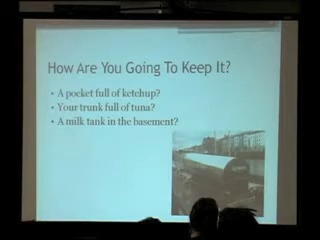 How Are You Going To Keep It?
• A pocket full of ketchup?
• Your trunk full of tuna?
• A milk tank in the basement?